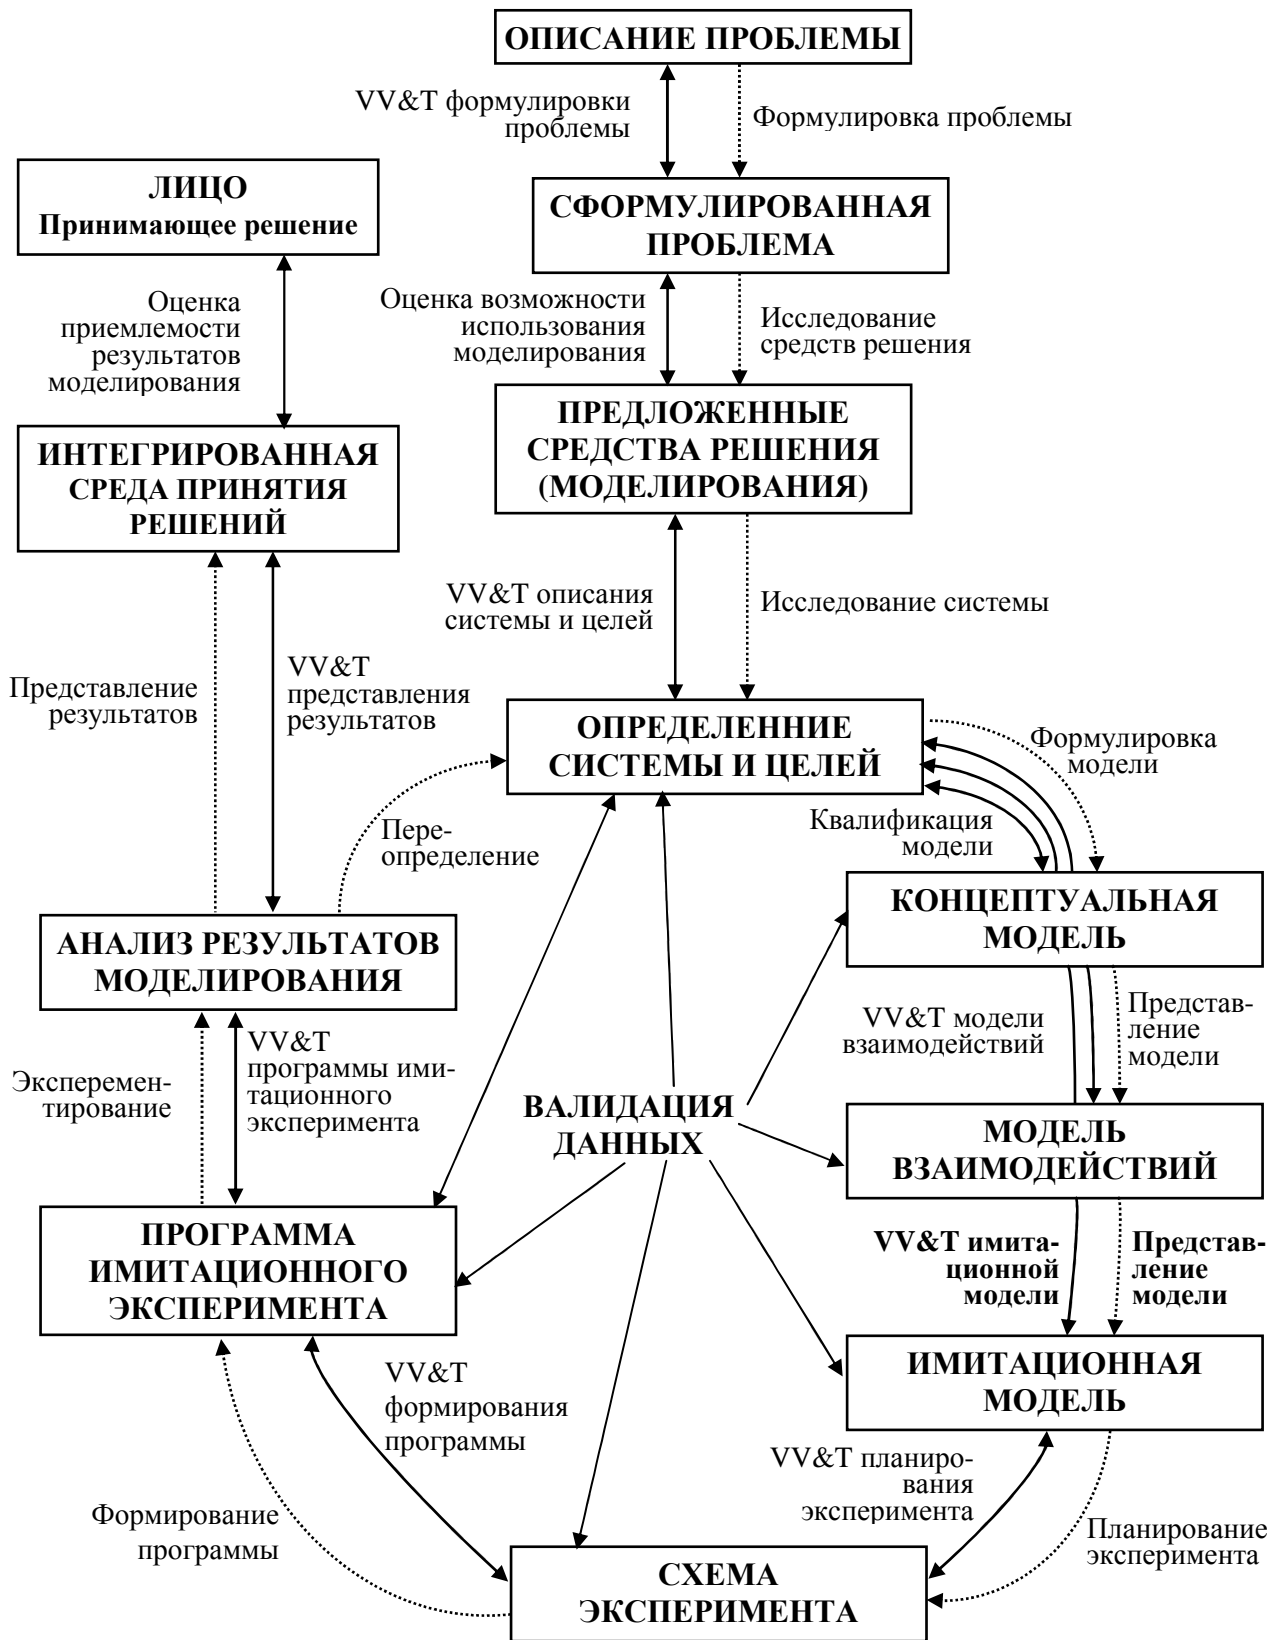 ОПИСАНИЕ ПРОБЛЕМЫ
VV&T формулировки
проблемы
Формулировка проблемы
ЛИЦО
Принимающее решение
СФОРМУЛИРОВАННАЯ
ПРОБЛЕМА
Оценка
приемлемости
результатов
моделирования
Оценка возможности
использования
моделирования
Исследование
средств решения
ИНТЕГРИРОВАННАЯ
СРЕДА ПРИНЯТИЯ
РЕШЕНИЙ
ПРЕДЛОЖЕННЫЕ
СРЕДСТВА РЕШЕНИЯ
(МОДЕЛИРОВАНИЯ)
VV&T описания
системы и целей
Исследование системы
Представление
результатов
VV&T
представления
результатов
ОПРЕДЕЛЕННИЕ
СИСТЕМЫ И ЦЕЛЕЙ
Формулировка
модели
Пере-
определение
Квалификация
модели
КОНЦЕПТУАЛЬНАЯ
МОДЕЛЬ
АНАЛИЗ РЕЗУЛЬТАТОВ
МОДЕЛИРОВАНИЯ
VV&T модели
взаимодействий
Представ-
ление
модели
Эксперемен-
тирование
VV&T
программы ими-
тационного
эксперимента
ВАЛИДАЦИЯ
ДАННЫХ
МОДЕЛЬ
ВЗАИМОДЕЙСТВИЙ
ПРОГРАММА
ИМИТАЦИОННОГО
ЭКСПЕРИМЕНТА
VV&T имита-
ционной
модели
Представ-
ление
модели
ИМИТАЦИОННАЯ
МОДЕЛЬ
VV&T
формирования
программы
VV&T планиро-
вания
эксперимента
Формирование
программы
Планирование
эксперимента
СХЕМА
ЭКСПЕРИМЕНТА